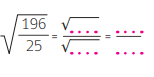 √196/25 = √..../√.... = ..../....